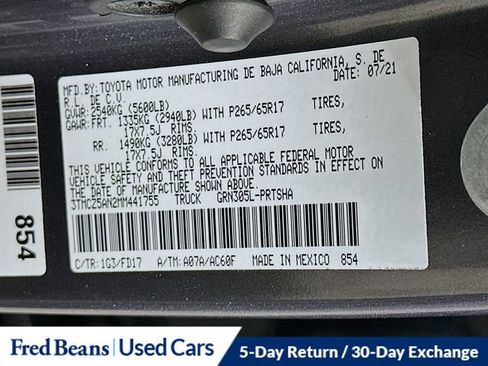 MFD.BY:TOYOTA MOTOR MANUFACTURING DE BAJA CALIFORNIA, S. DE
R.L. DE C.V. DATE: 07/21
GVWR: 2540KG (5600LB)
GAWR:FRT. 1335KG (2940LB) WITH P265/65R17 TIRES,
17X7.5J RIMS.
RR. 1490KG (3280LB) WITH P265/65R17 TIRES,
17X7.5J RIMS.
THIS VEHICLE CONFORMS TO ALL APPLICABLE FEDERAL MOTOR
VEHICLE SAFETY AND THEFT PREVENTION STANDARDS IN EFFECT ON
THE DATE OF MANUFACTURE SHOWN ABOVE.
3TMCZ5AN2MM441755 TRUCK GRN305L-PRTSHA
C/TR:1G3/FD17 A/TM:A07A/AC60F MADE IN MEXICO 854
854
Fred Beans Used Cars 5-Day Return / 30-Day Exchange